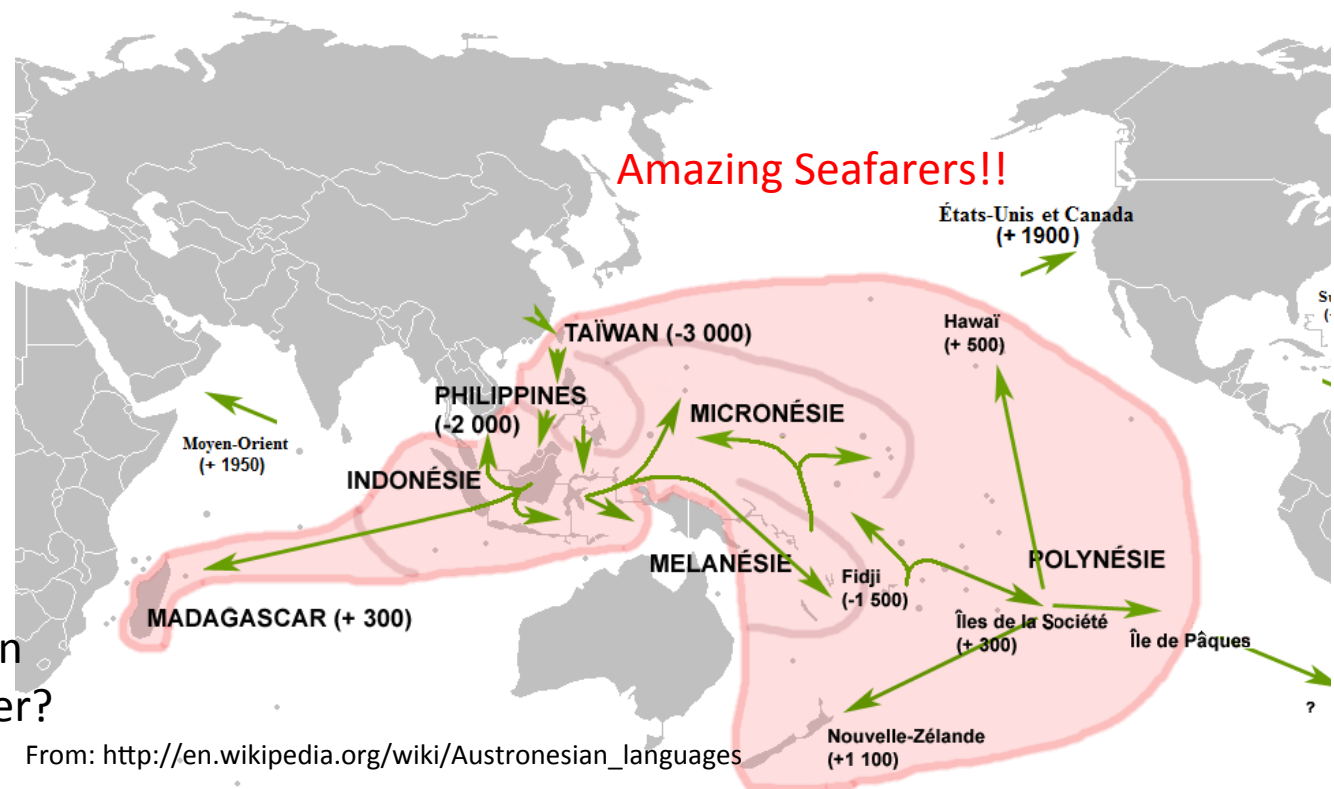 Amazing Seafarers!!
États-Unis et Canada
(+ 1900)
TAÏWAN (-3 000)
Hawaï
(+ 500)
PHILIPPINES
(-2 000)
MICRONÉSIE
Moyen-Orient
(+ 1950)
INDONÉSIE
MELANÉSIE
POLYNÉSIE
Fidji
(-1 500)
MADAGASCAR (+ 300)
Îles de la Société
(+ 300)
Île de Pâques
?
Nouvelle-Zélande
(+1 100)
er?
From: http://en.wikipedia.org/wiki/Austronesian_languages